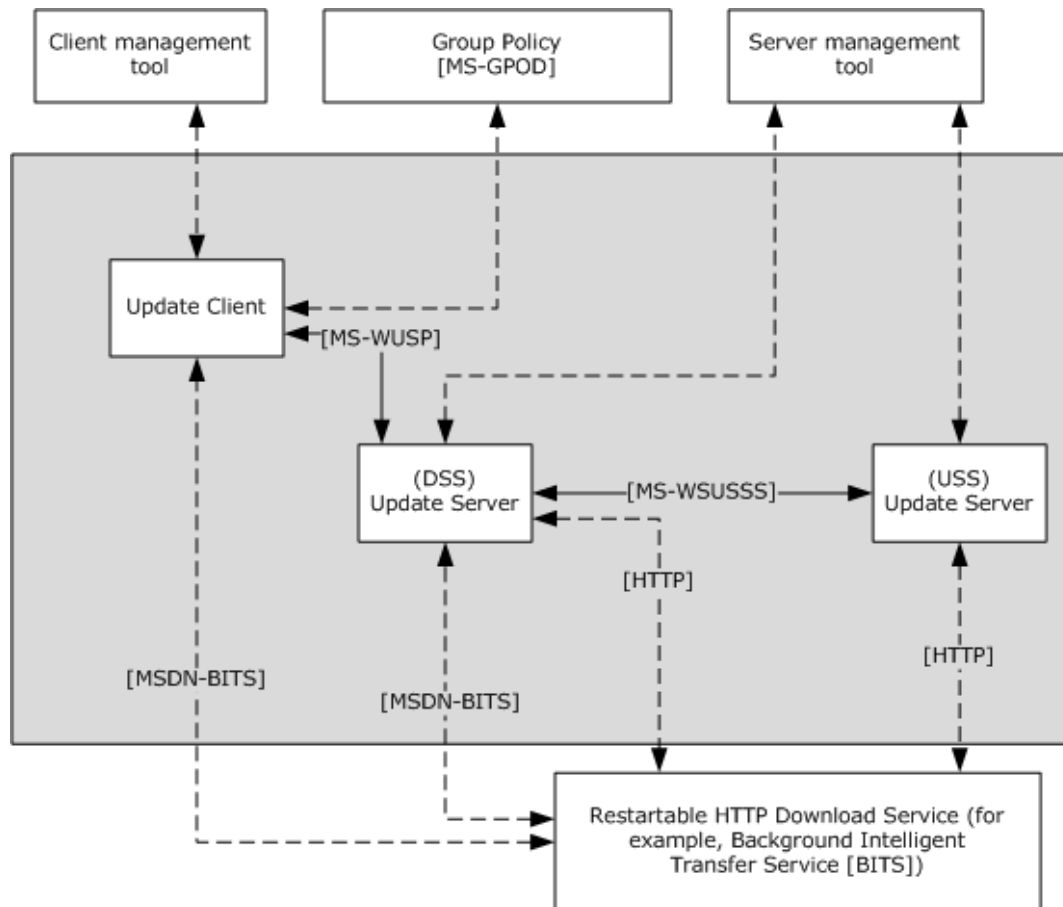 Client management
tool
Group Policy
[MS-GPOD]
Server management
tool
Update Client
[MS-WUSP]
(DSS)
Update Server
[MS-WSUSSS]
(USS)
Update Server
[HTTP]
[HTTP]
[MSDN-BITS]
[MSDN-BITS]
Restartable HTTP Download Service (for
example, Background Intelligent
Transfer Service [BITS])